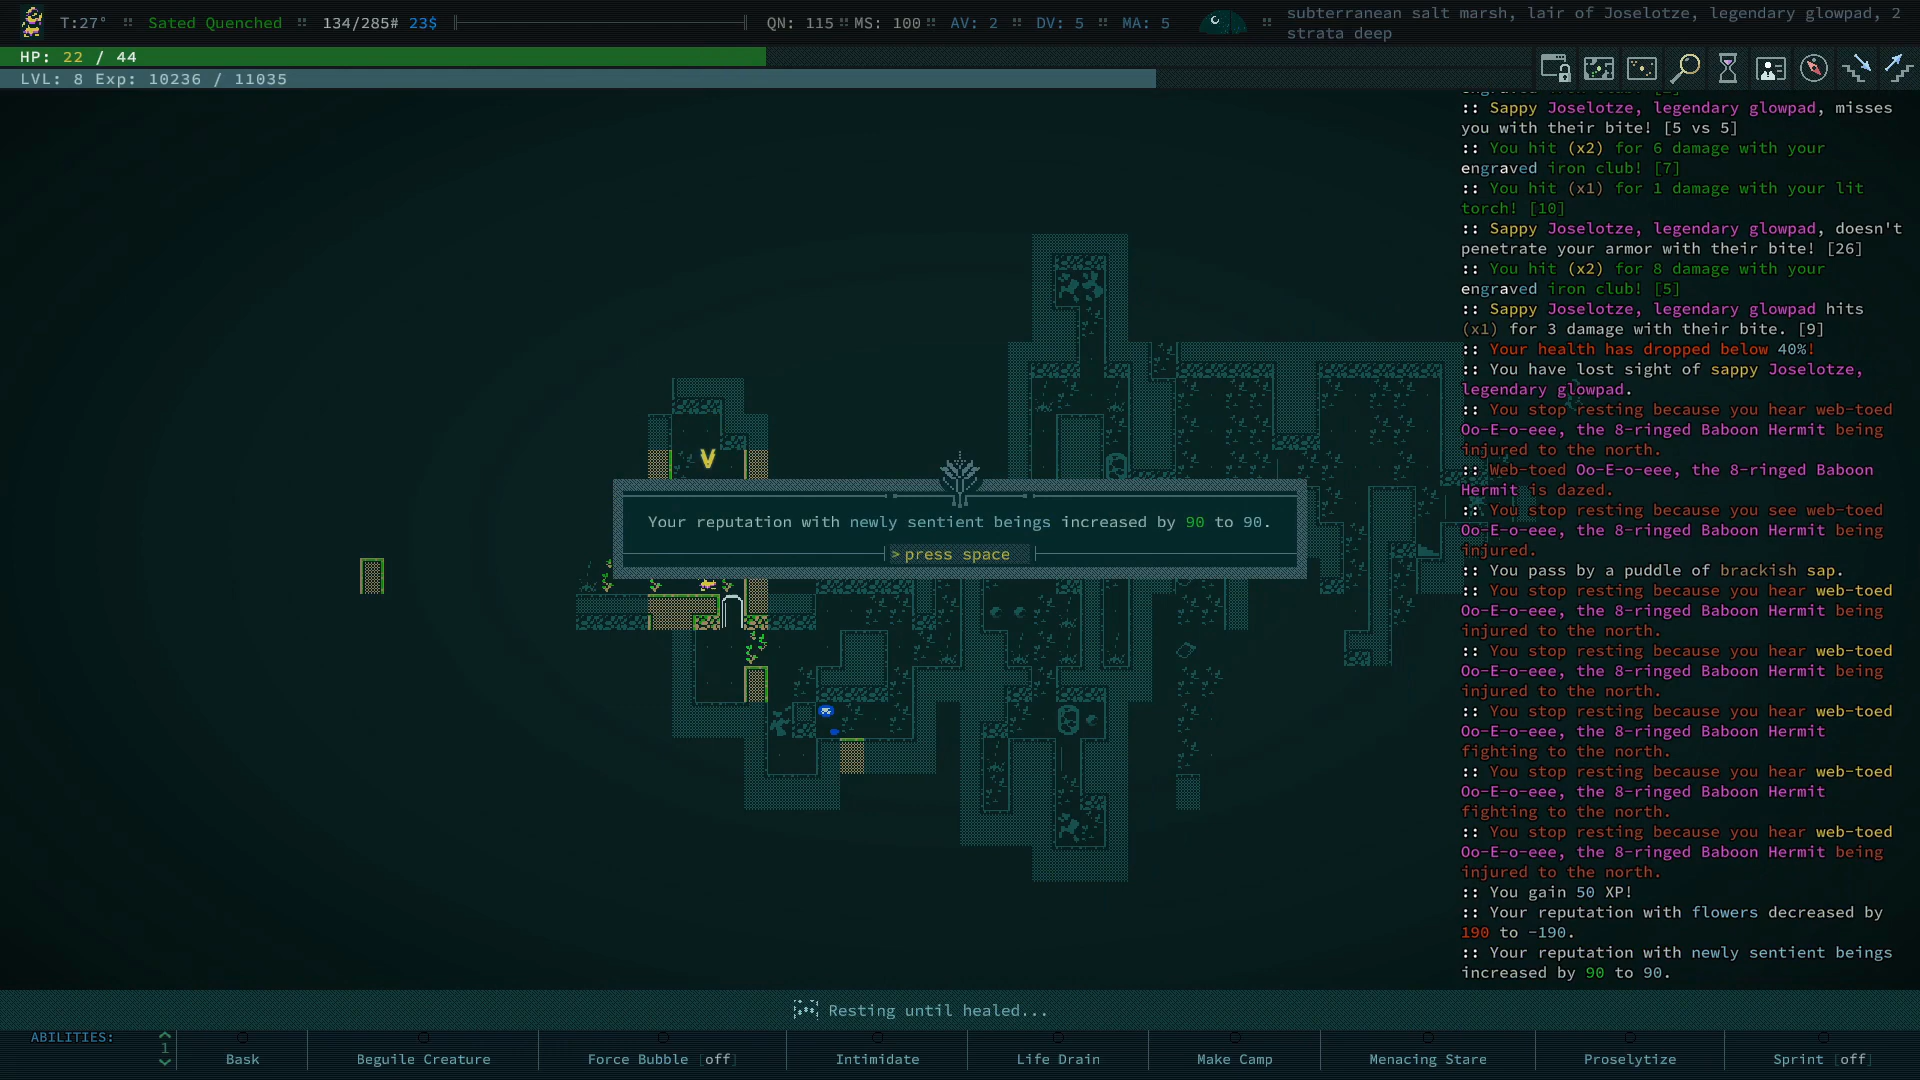 T:27° :: Sated Quenched :: 134/285# 23$ QN: 115 :: MS: 100 :: AV: 2 :: DV: 5 :: MA: 5 :: subterranean salt marsh, lair of Joselotze, legendary glowpad, 2
strata deep
HP: 22 / 44
LVL: 8 Exp: 10236 / 11035
:: Sappy Joselotze, legendary glowpad, misses
you with their bite! [5 vs 5]
:: You hit (x2) for 6 damage with your
engraved iron club! [7]
:: You hit (x1) for 1 damage with your lit
torch! [10]
:: Sappy Joselotze, legendary glowpad, doesn't
penetrate your armor with their bite! [26]
:: You hit (x2) for 8 damage with your
engraved iron club! [5]
:: Sappy Joselotze, legendary glowpad hits
(x1) for 3 damage with their bite. [9]
:: Your health has dropped below 40%!
:: You have lost sight of sappy Joselotze,
legendary glowpad.
:: You stop resting because you hear web-toed
Oo-E-o-eee, the 8-ringed Baboon Hermit being
injured to the north.
:: Web-toed Oo-E-o-eee, the 8-ringed Baboon
Hermit is dazed.
:: You stop resting because you see web-toed
Oo-E-o-eee, the 8-ringed Baboon Hermit being
injured.
:: You pass by a puddle of brackish sap.
:: You stop resting because you hear web-toed
Oo-E-o-eee, the 8-ringed Baboon Hermit being
injured to the north.
:: You stop resting because you hear web-toed
Oo-E-o-eee, the 8-ringed Baboon Hermit being
injured to the north.
:: You stop resting because you hear web-toed
Oo-E-o-eee, the 8-ringed Baboon Hermit
fighting to the north.
:: You stop resting because you hear web-toed
Oo-E-o-eee, the 8-ringed Baboon Hermit
fighting to the north.
:: You stop resting because you hear web-toed
Oo-E-o-eee, the 8-ringed Baboon Hermit being
injured to the north.
:: You gain 50 XP!
:: Your reputation with flowers decreased by
190 to -190.
:: Your reputation with newly sentient beings
increased by 90 to 90.
Your reputation with newly sentient beings increased by 90 to 90.
> press space
Resting until healed...
ABILITIES: 1 Bask Beguile Creature Force Bubble [off] Intimidate Life Drain Make Camp Menacing Stare Proselytize Sprint [off]